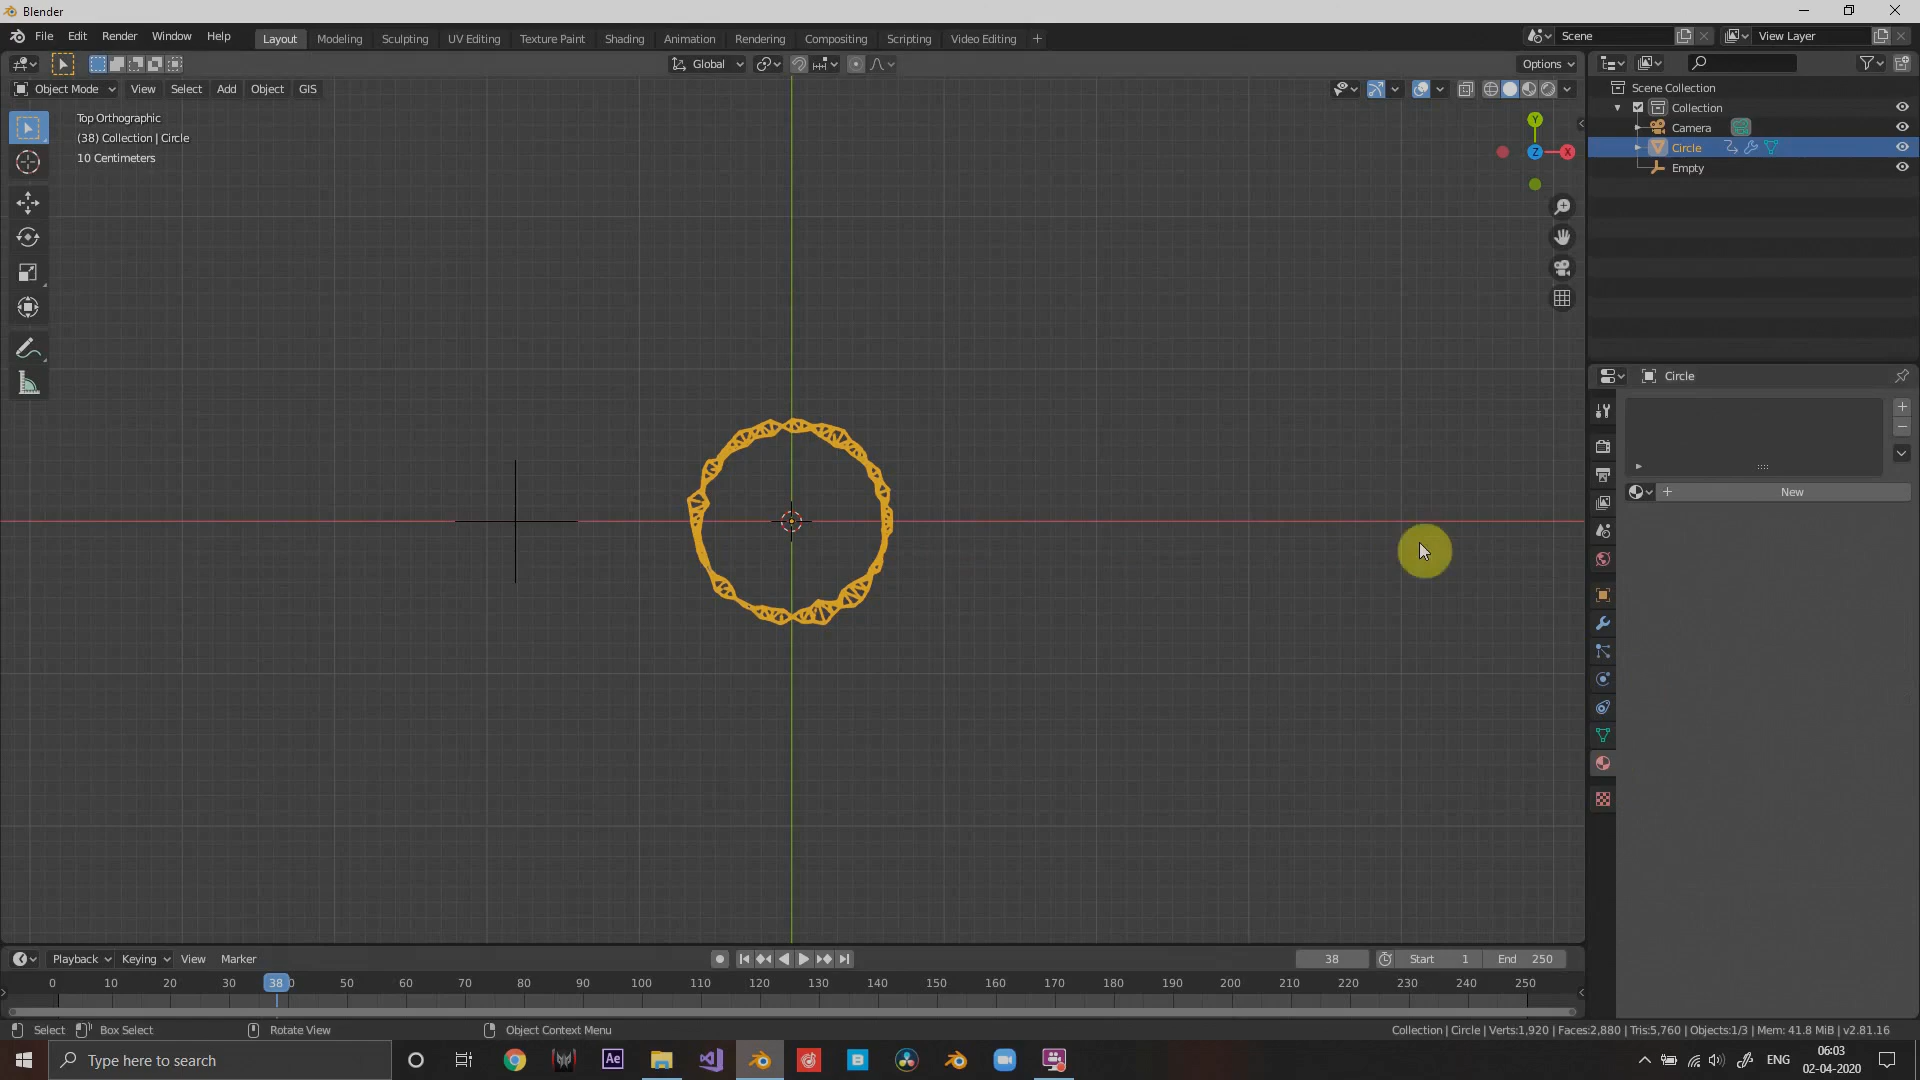 Blender
File Edit Render Window Help
Layout Modeling Sculpting UV Editing Texture Paint Shading Animation Rendering Compositing Scripting Video Editing +
Scene
View Layer
Global
Options
Object Mode View Select Add Object GIS
Top Orthographic
(38) Collection | Circle
10 Centimeters
Y
Z
X
Scene Collection
Collection
Camera
Circle
Empty
Circle
New
Playback Keying View Marker
38
Start 1
End 250
0 10 20 30 38 0 50 60 70 80 90 100 110 120 130 140 150 160 170 180 190 200 210 220 230 240 250
Select Box Select Rotate View Object Context Menu
Collection | Circle | Verts:1,920 | Faces:2,880 | Tris:5,760 | Objects:1/3 | Mem: 41.8 MiB | v2.81.16
Type here to search
Ae
B
ENG
06:03
02-04-2020